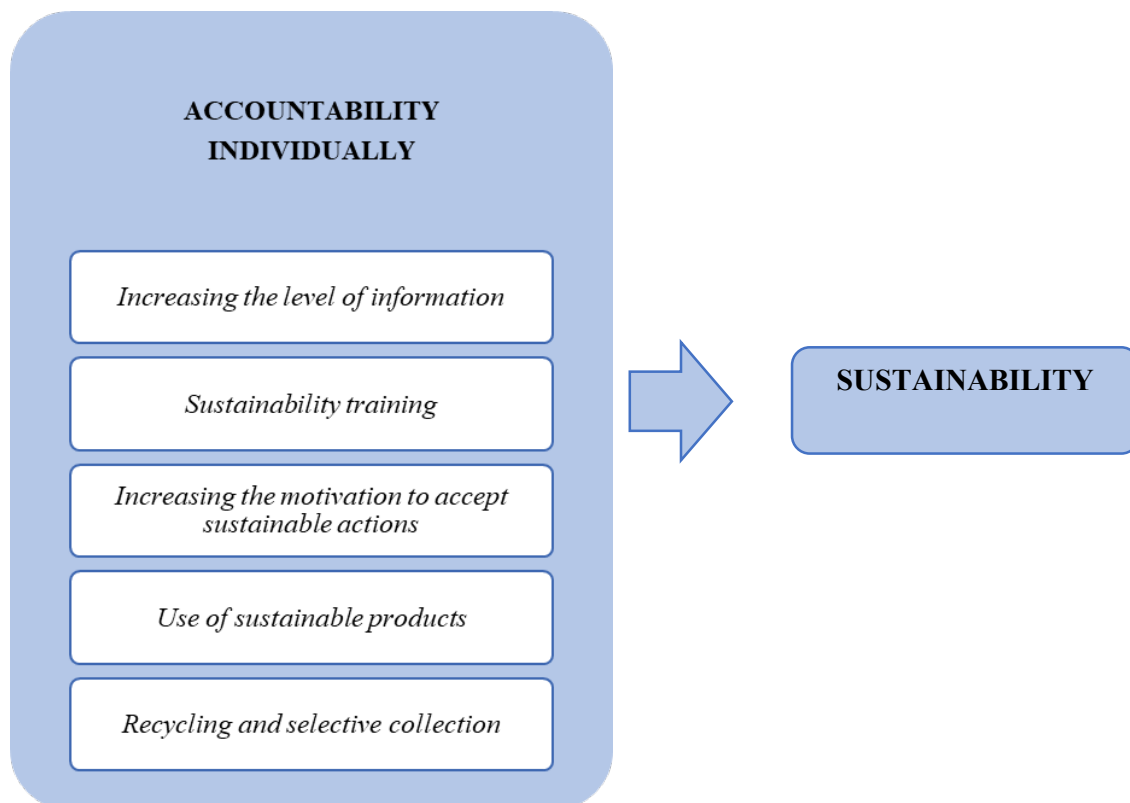 ACCOUNTABILITY
INDIVIDUALLY
Increasing the level of information
Sustainability training
Increasing the motivation to accept
sustainable actions
Use of sustainable products
Recycling and selective collection
SUSTAINABILITY